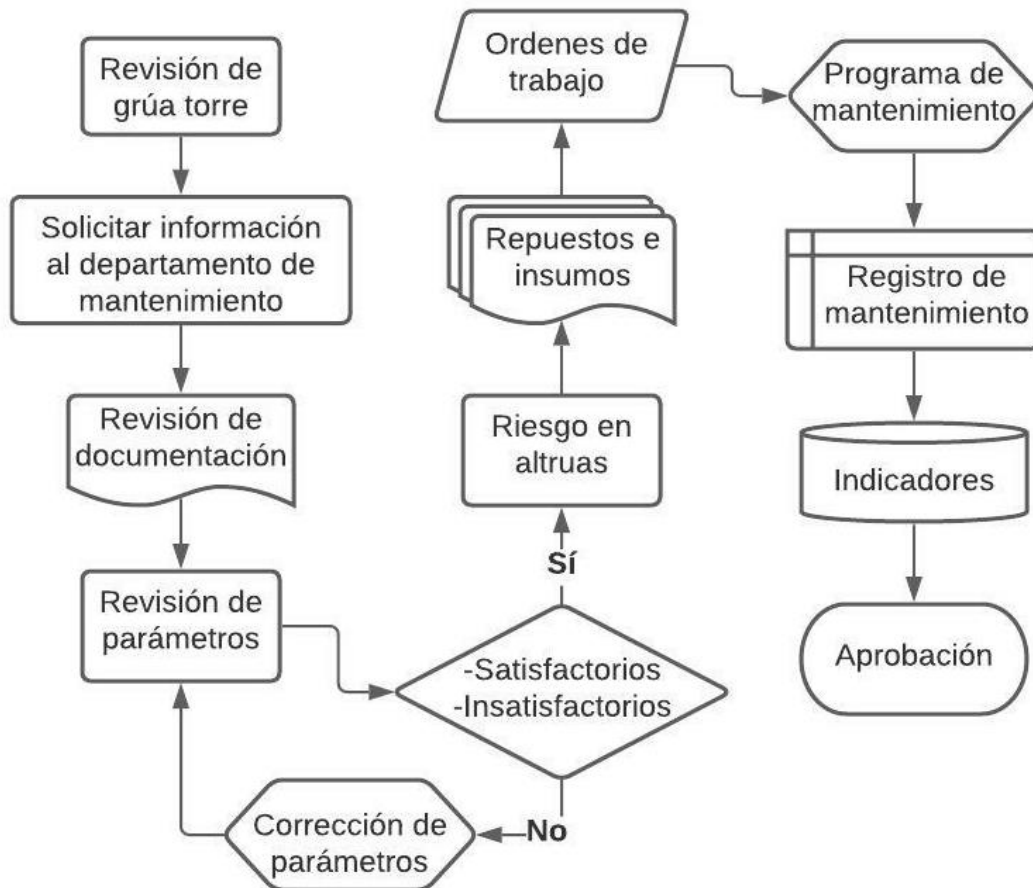 Revisión de
grúa torre
Solicitar información
al departamento de
mantenimiento
Revisión de
documentación
Revisión de
parámetros
-Satisfactorios
-Insatisfactorios
No
Corrección de
parámetros
Sí
Riesgo en
altruas
Repuestos e
insumos
Ordenes de
trabajo
Programa de
mantenimiento
Registro de
mantenimiento
Indicadores
Aprobación